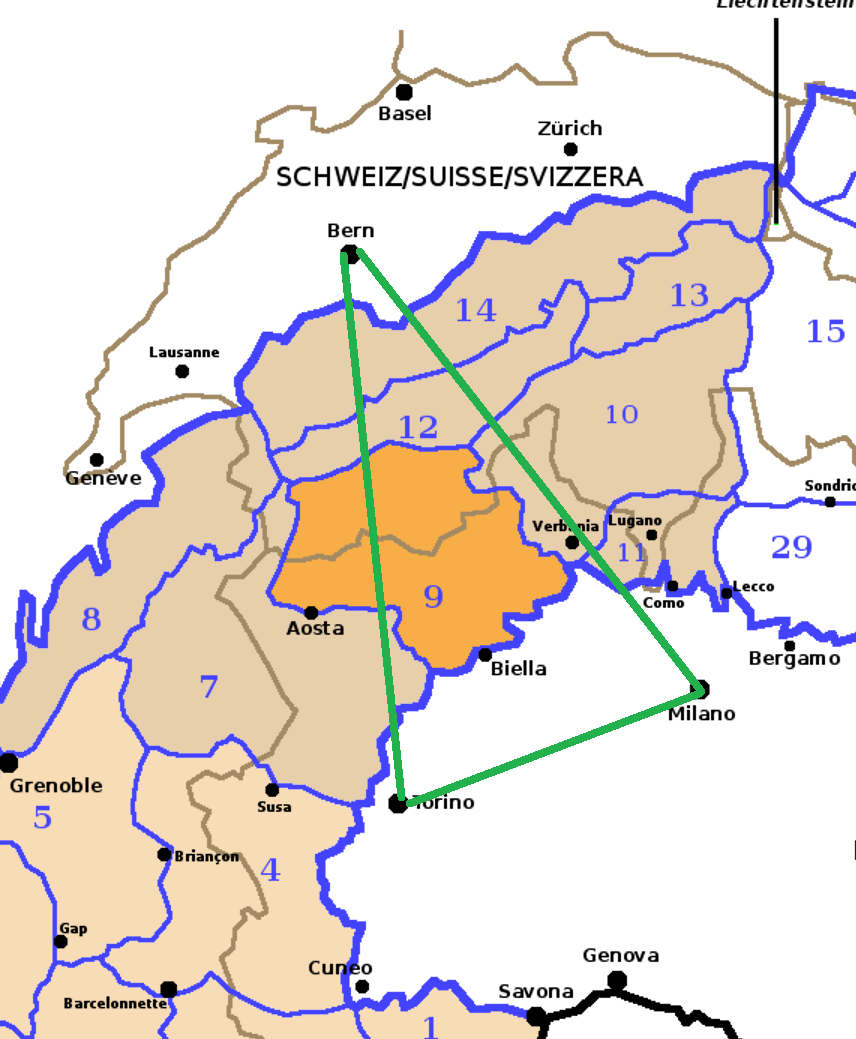 Liechtenstein
Basel
Zürich
SCHWEIZ/SUISSE/SVIZZERA
Bern
13
14
15
Lausanne
10
12
Genève
Sondrio
Verbania
Lugano
11
29
9
Como
Lecco
8
Aosta
Bergamo
Biella
7
Milano
Grenoble
Susa
Torino
5
Briançon
4
Gap
Cuneo
Genova
Barcelonnette
Savona
1